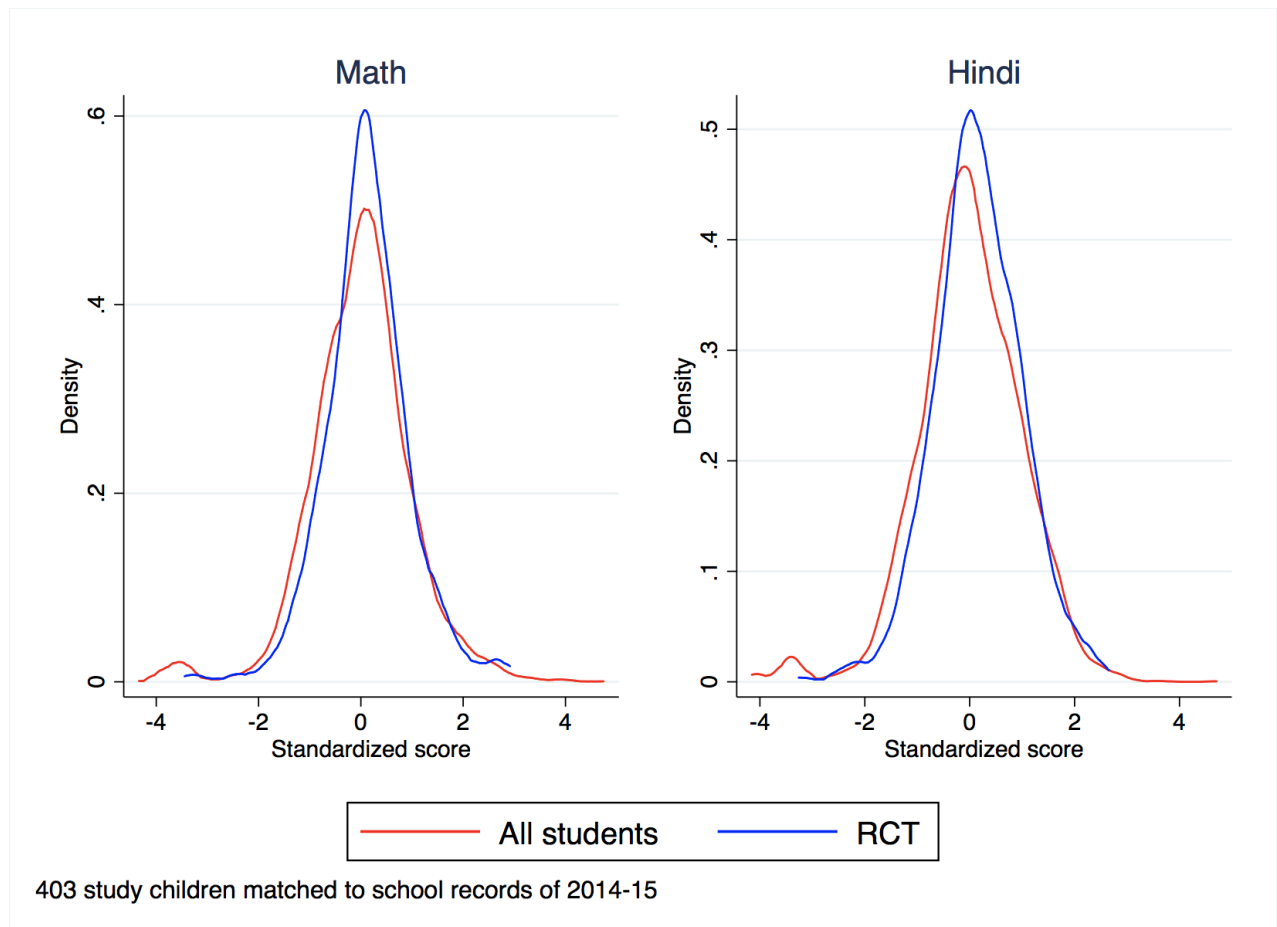 Math
Density
0
.2
.4
.6
-4
-2
0
2
4
Standardized score
Hindi
Density
0
.1
.2
.3
.4
.5
-4
-2
0
2
4
Standardized score
All students
RCT
403 study children matched to school records of 2014-15